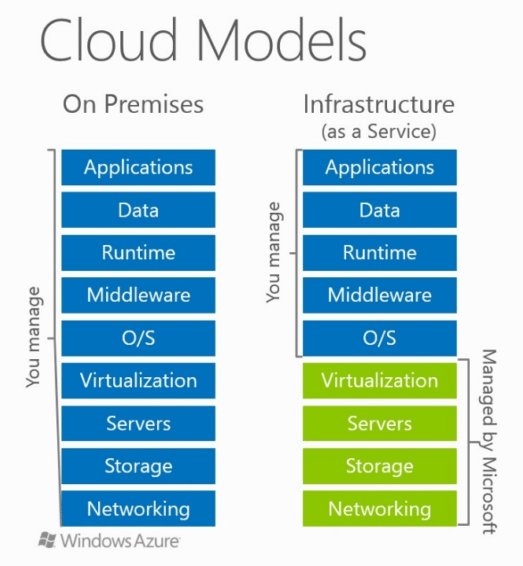 Cloud Models
On Premises
Applications
Data
Runtime
Middleware
O/S
Virtualization
Servers
Storage
Networking
You manage
Infrastructure
(as a Service)
Applications
Data
Runtime
Middleware
O/S
Virtualization
Servers
Storage
Networking
You manage
Managed by Microsoft
Windows Azure